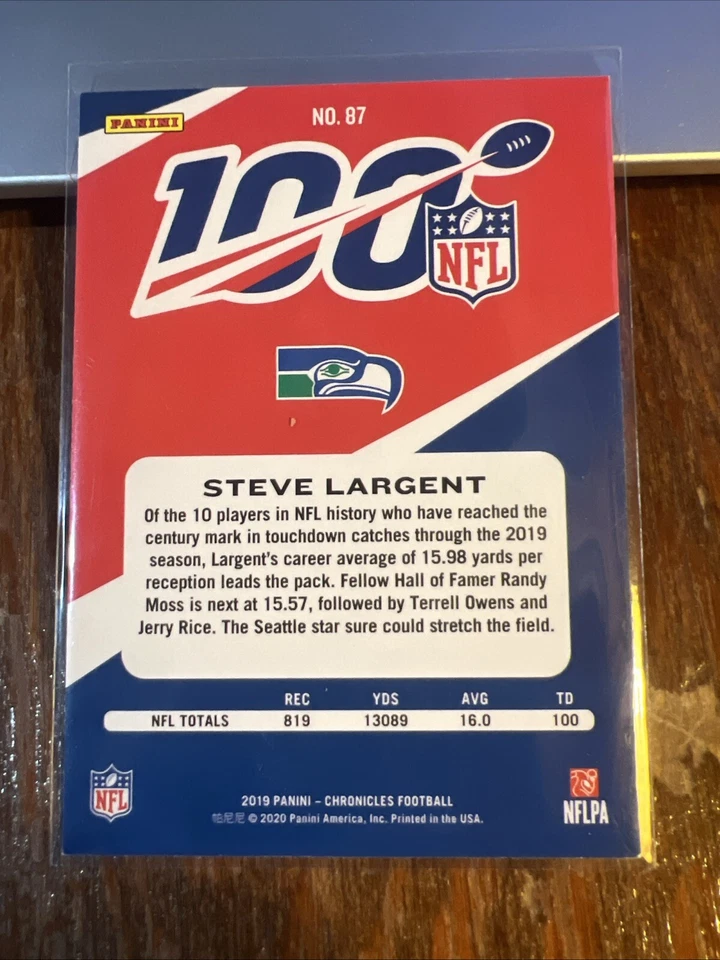 PANINI
NO. 87
100
NFL
STEVE LARGENT
Of the 10 players in NFL history who have reached the
century mark in touchdown catches through the 2019
season, Largent's career average of 15.98 yards per
reception leads the pack. Fellow Hall of Famer Randy
Moss is next at 15.57, followed by Terrell Owens and
Jerry Rice. The Seattle star sure could stretch the field.
REC YDS AVG TD
NFL TOTALS 819 13089 16.0 100
NFL
2019 PANINI – CHRONICLES FOOTBALL
帕尼尼 © 2020 Panini America, Inc. Printed in the USA.
NFLPA